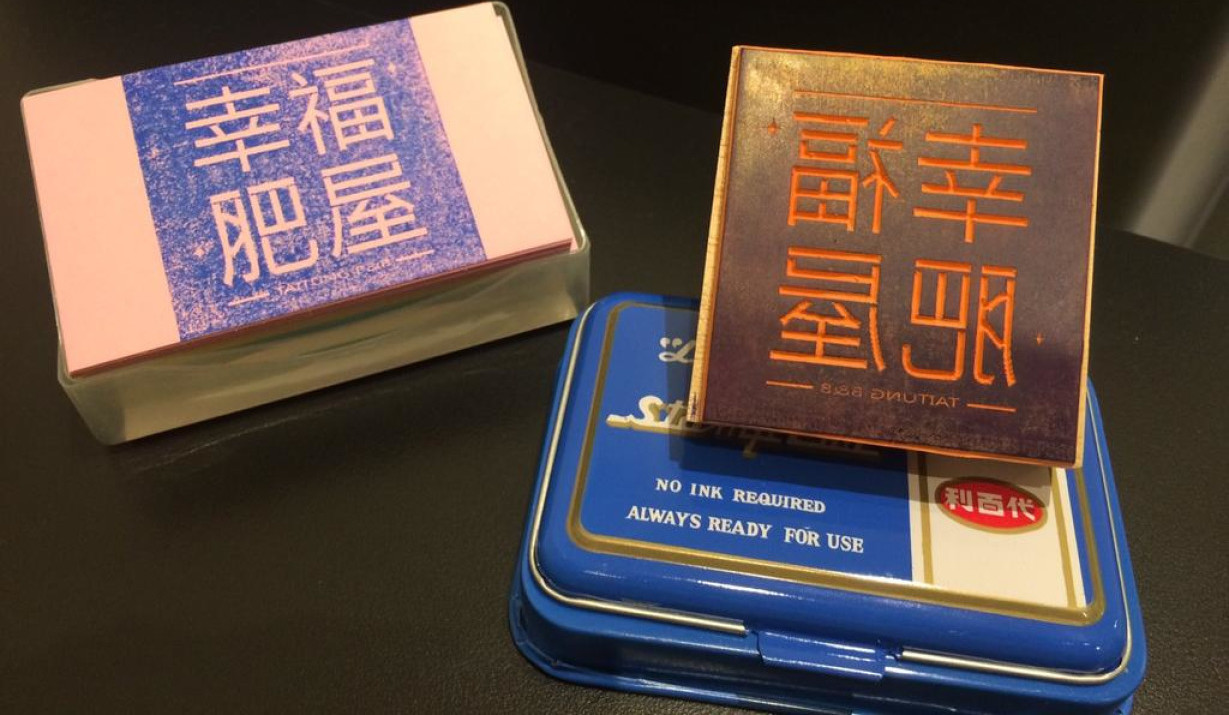 幸福
肥屋
TAITUNG B&B
幸福
肥屋
TAITUNG B&B
NO INK REQUIRED
ALWAYS READY FOR USE
利百代